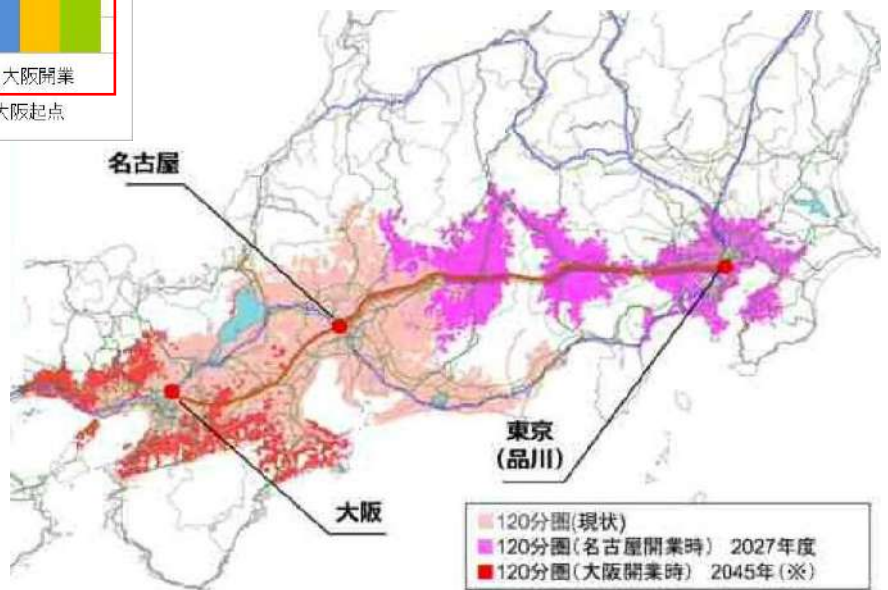 大阪開業
大阪起点
名古屋
東京
(品川)
大阪
120分圏(現状)
120分圏(名古屋開業時) 2027年度
120分圏(大阪開業時) 2045年(※)